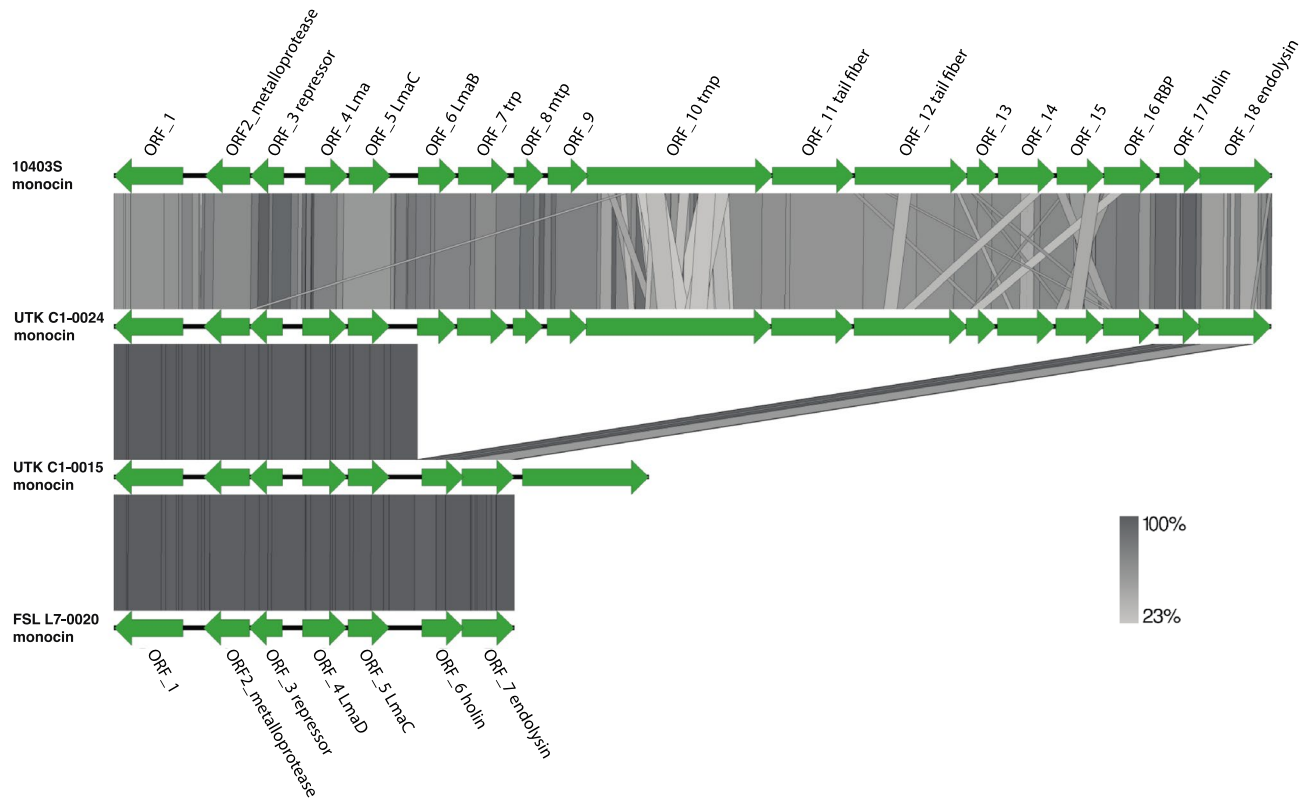 ORF_1
ORF2_metalloprotease
ORF_3 repressor
ORF_4 Lma
ORF_5 LmaC
ORF_6 LmaB
ORF_7 trp
ORF_8 mtp
ORF_9
ORF_10 tmp
ORF_11 tail fiber
ORF_12 tail fiber
ORF_13
ORF_14
ORF_15
ORF_16 RBP
ORF_17 holin
ORF_18 endolysin
10403S
monocin
UTK C1-0024
monocin
UTK C1-0015
monocin
100%
23%
FSL L7-0020
monocin
ORF_1
ORF2_metalloprotease
ORF_3 repressor
ORF_4 LmaD
ORF_5 LmaC
ORF_6 holin
ORF_7 endolysin